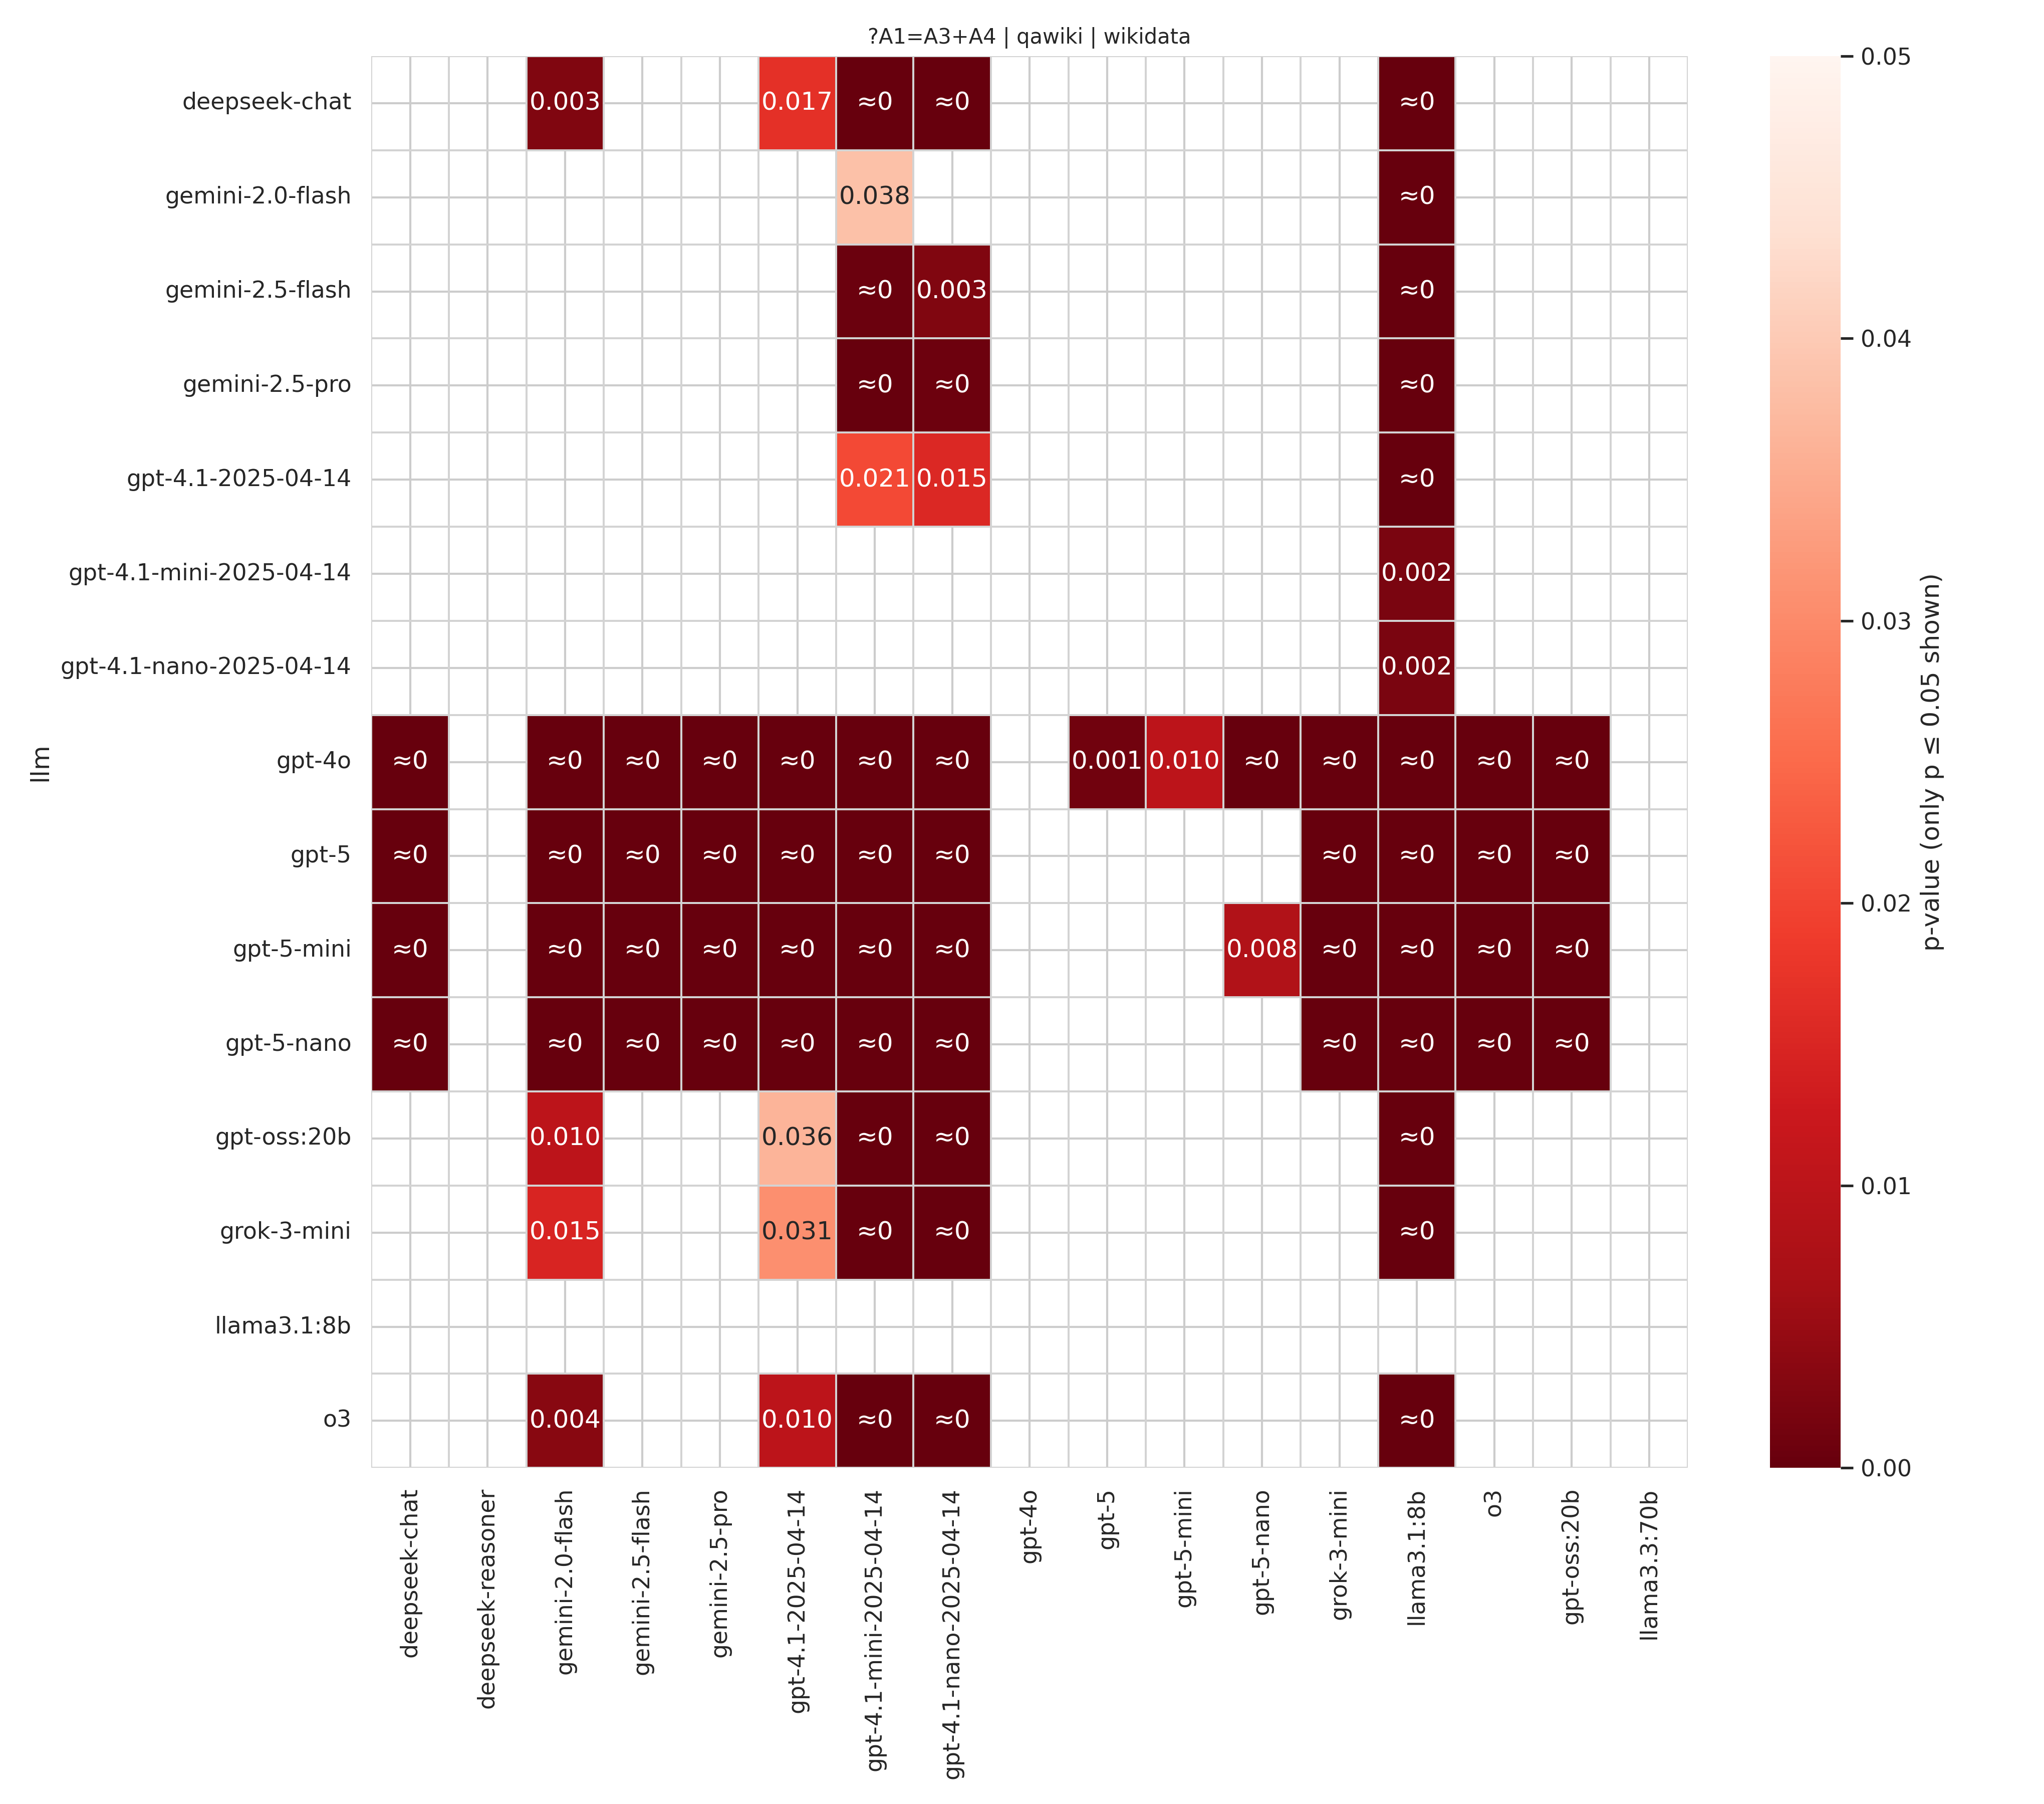 ?A1=A3+A4 | qawiki | wikidata
deepseek-chat 0.003 0.017 ≈0 ≈0 ≈0
gemini-2.0-flash 0.038 ≈0
gemini-2.5-flash ≈0 0.003 ≈0
gemini-2.5-pro ≈0 ≈0 ≈0
gpt-4.1-2025-04-14 0.021 0.015 ≈0
gpt-4.1-mini-2025-04-14 0.002
gpt-4.1-nano-2025-04-14 0.002
gpt-4o ≈0 ≈0 ≈0 ≈0 ≈0 ≈0 ≈0 0.001 0.010 ≈0 ≈0 ≈0 ≈0 ≈0
gpt-5 ≈0 ≈0 ≈0 ≈0 ≈0 ≈0 ≈0 ≈0 ≈0 ≈0 ≈0
gpt-5-mini ≈0 ≈0 ≈0 ≈0 ≈0 ≈0 ≈0 0.008 ≈0 ≈0 ≈0 ≈0
gpt-5-nano ≈0 ≈0 ≈0 ≈0 ≈0 ≈0 ≈0 ≈0 ≈0 ≈0 ≈0
gpt-oss:20b 0.010 0.036 ≈0 ≈0 ≈0
grok-3-mini 0.015 0.031 ≈0 ≈0 ≈0
llama3.1:8b
o3 0.004 0.010 ≈0 ≈0 ≈0
llm
deepseek-chat
deepseek-reasoner
gemini-2.0-flash
gemini-2.5-flash
gemini-2.5-pro
gpt-4.1-2025-04-14
gpt-4.1-mini-2025-04-14
gpt-4.1-nano-2025-04-14
gpt-4o
gpt-5
gpt-5-mini
gpt-5-nano
grok-3-mini
llama3.1:8b
o3
gpt-oss:20b
llama3.3:70b
0.05
0.04
0.03
0.02
0.01
0.00
p-value (only p ≤ 0.05 shown)